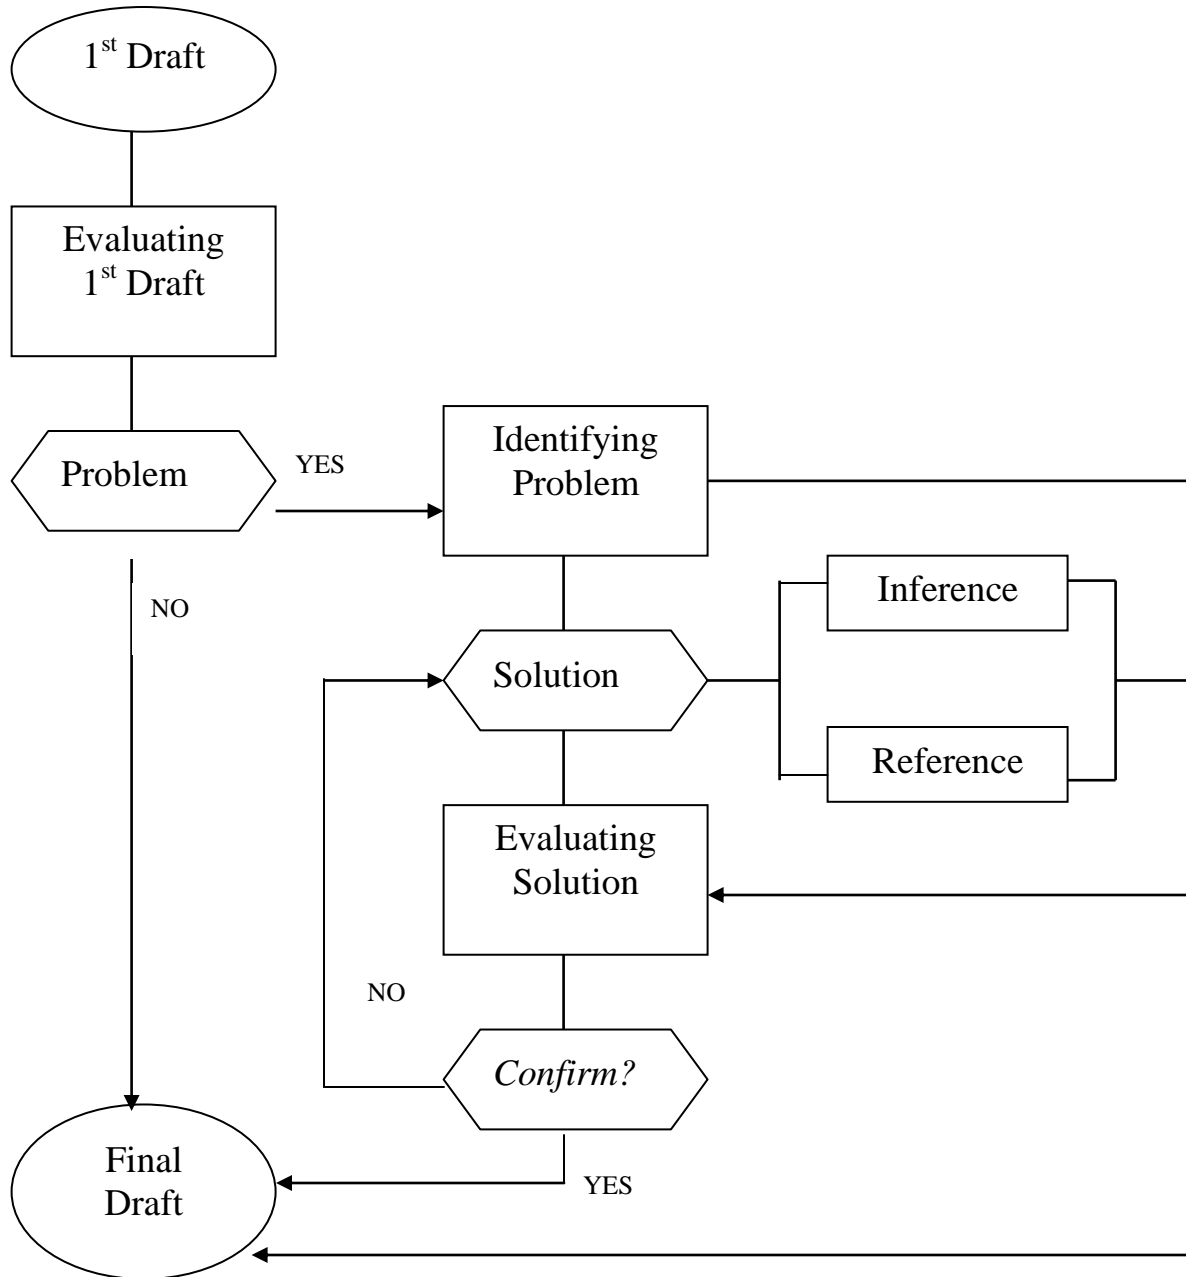 1st Draft
Evaluating
1st Draft
Problem
YES
Identifying
Problem
NO
Inference
Solution
Reference
Evaluating
Solution
NO
Confirm?
Final
Draft
YES